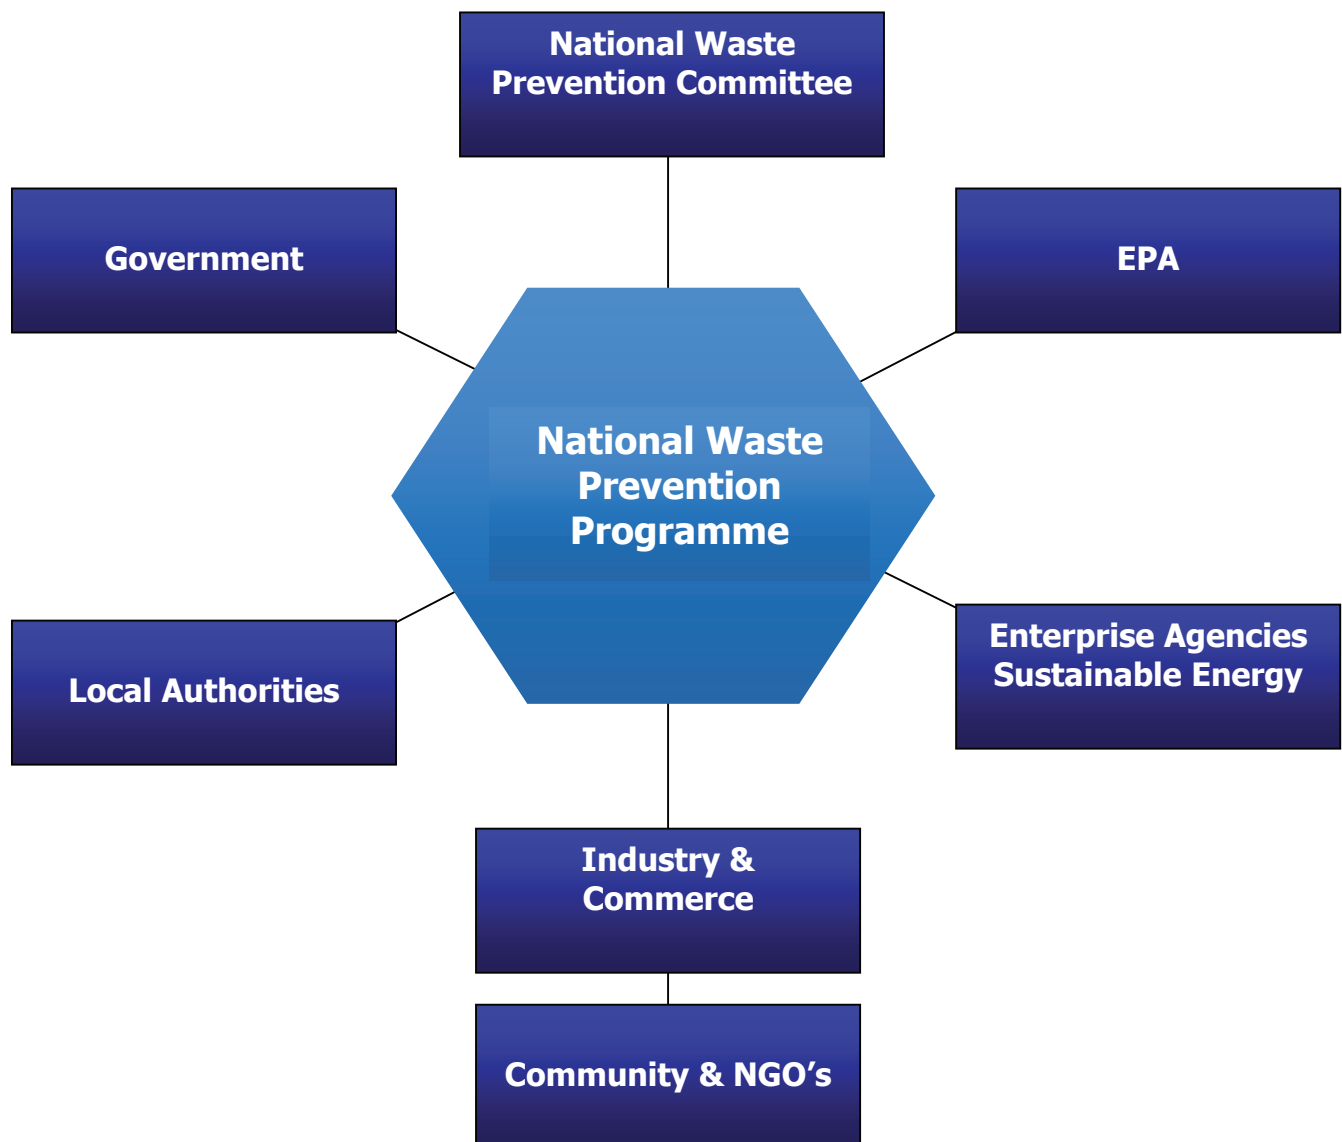 National Waste
Prevention Committee
Government
EPA
National Waste
Prevention
Programme
Enterprise Agencies
Sustainable Energy
Local Authorities
Industry &
Commerce
Community & NGO’s